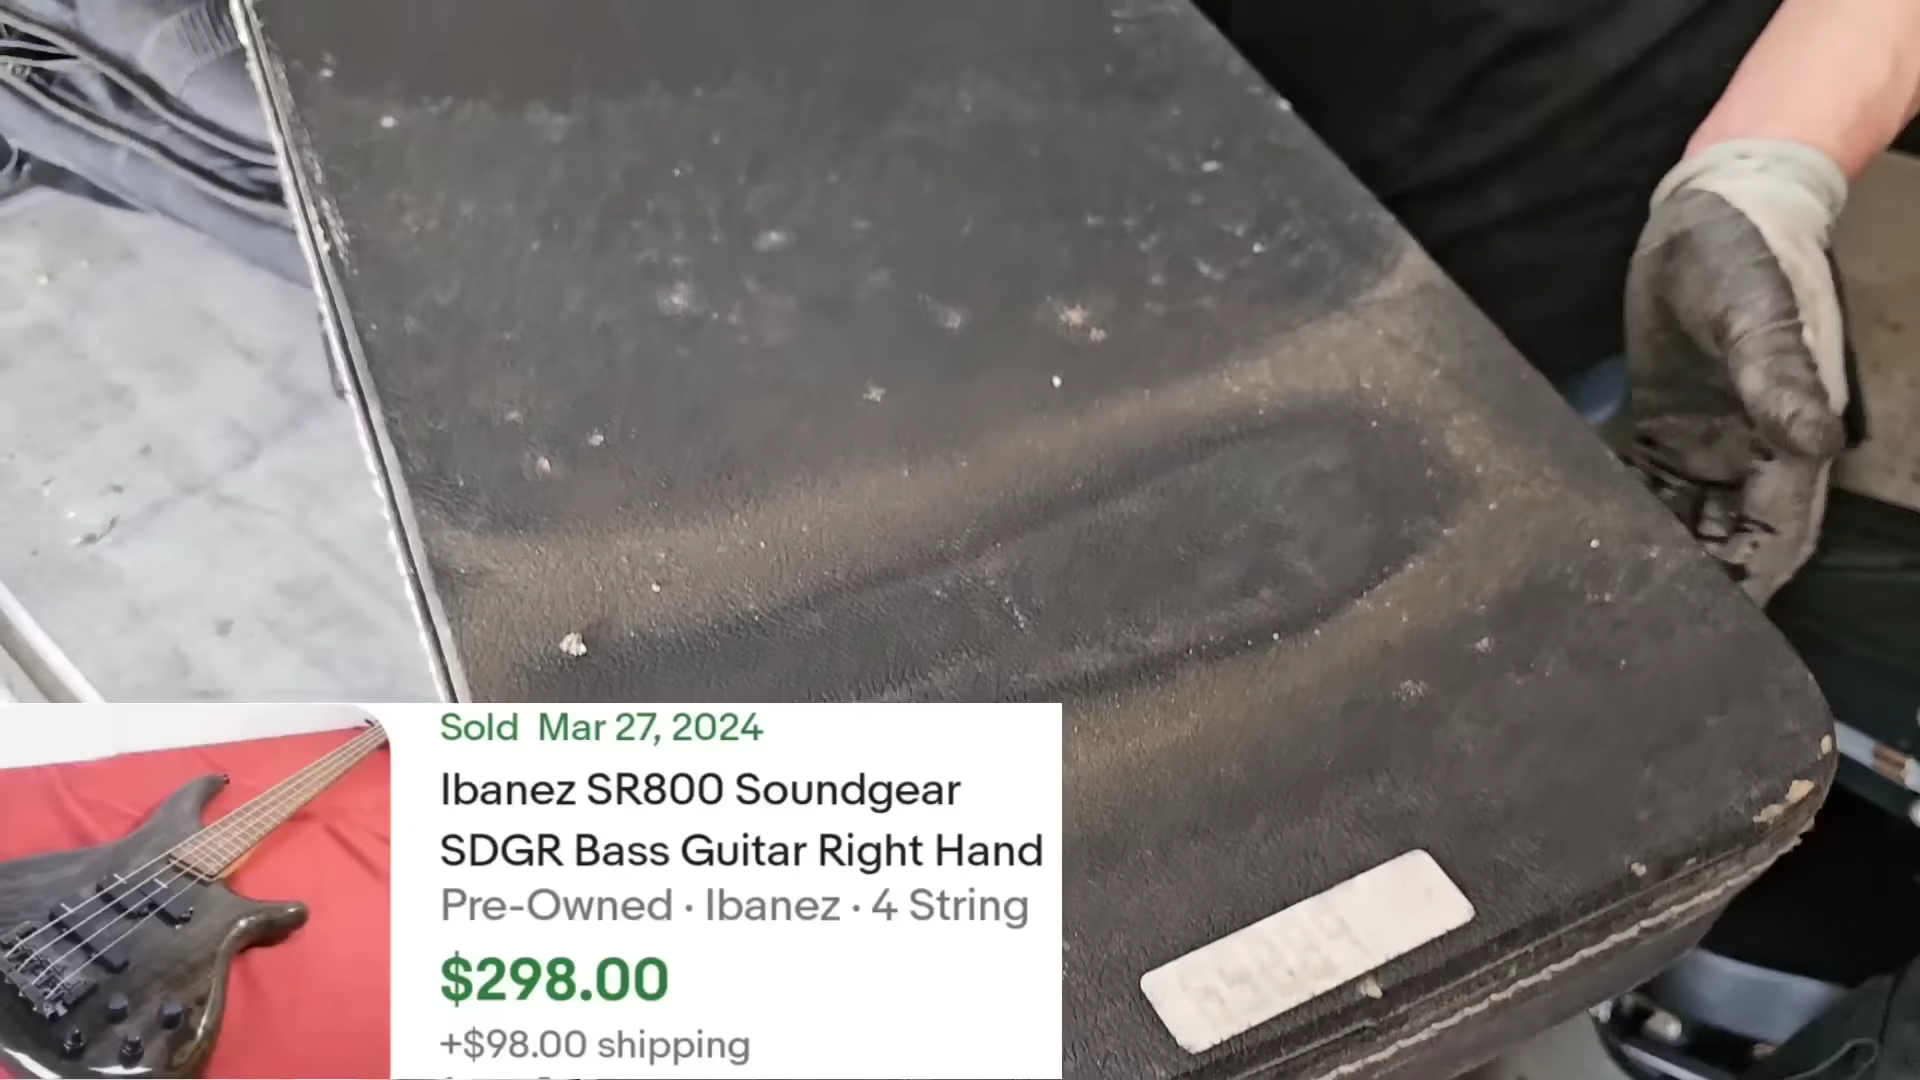 Sold Mar 27, 2024
Ibanez SR800 Soundgear
SDGR Bass Guitar Right Hand
Pre-Owned · Ibanez · 4 String
$298.00
+$98.00 shipping